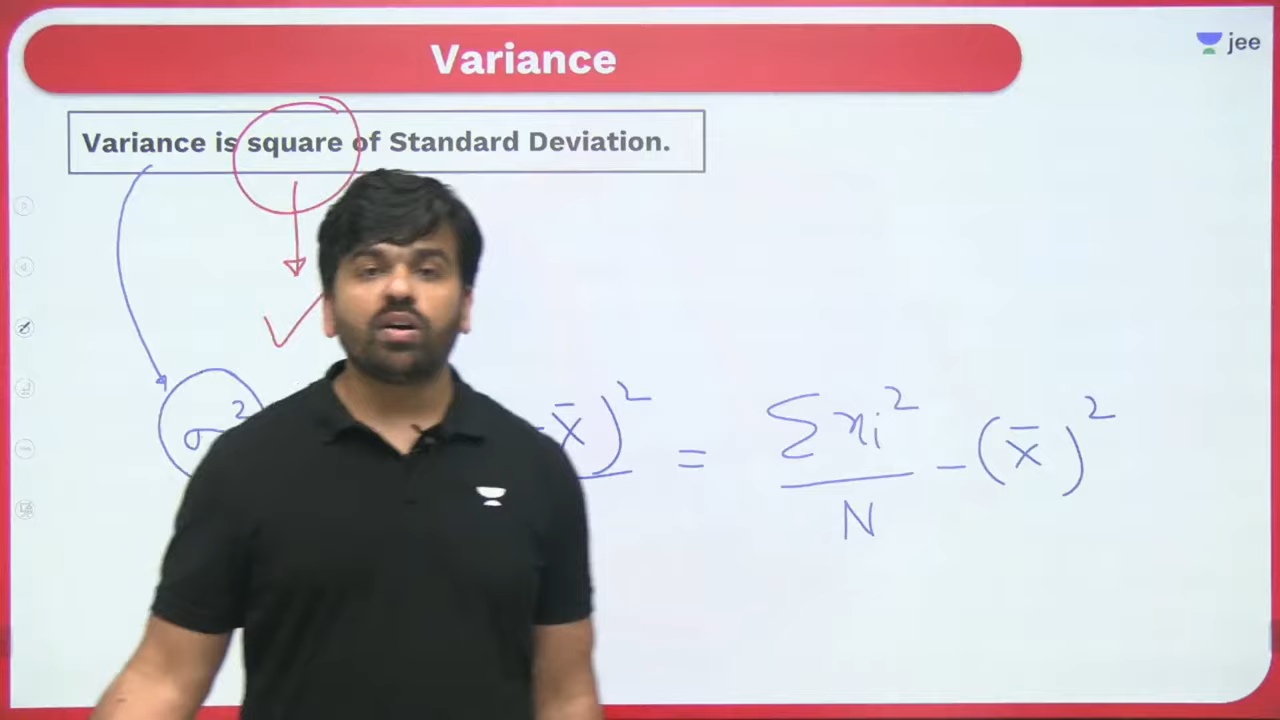 Variance
jee
Variance is square of Standard Deviation.
σ² - x̄)² = Σxi² / N - (x̄)²